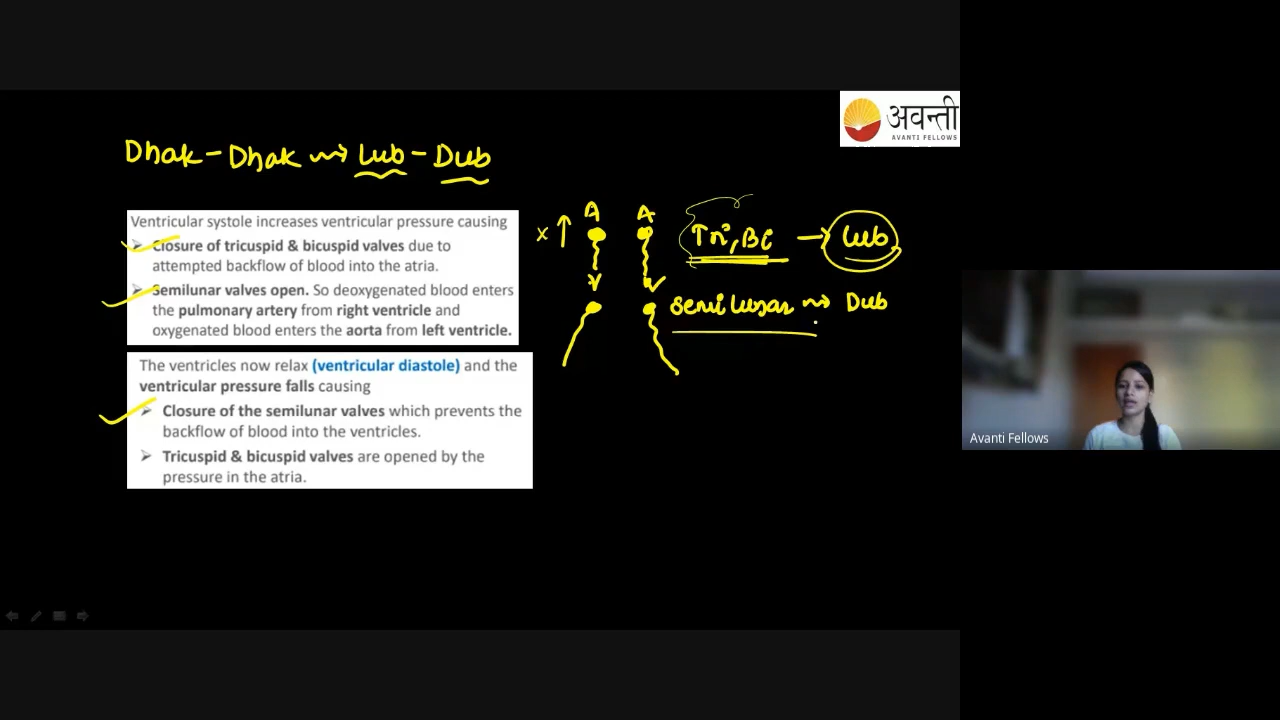 अवन्ती
AVANTI FELLOWS
Dhak - Dhak → Lub - Dub
Ventricular systole increases ventricular pressure causing
➢ Closure of tricuspid & bicuspid valves due to
attempted backflow of blood into the atria.
➢ Semilunar valves open. So deoxygenated blood enters
the pulmonary artery from right ventricle and
oxygenated blood enters the aorta from left ventricle.
The ventricles now relax (ventricular diastole) and the
ventricular pressure falls causing
➢ Closure of the semilunar valves which prevents the
backflow of blood into the ventricles.
➢ Tricuspid & bicuspid valves are opened by the
pressure in the atria.
x ↑ A A
V V
Tri, BC → Lub
Semilunar → Dub
Avanti Fellows